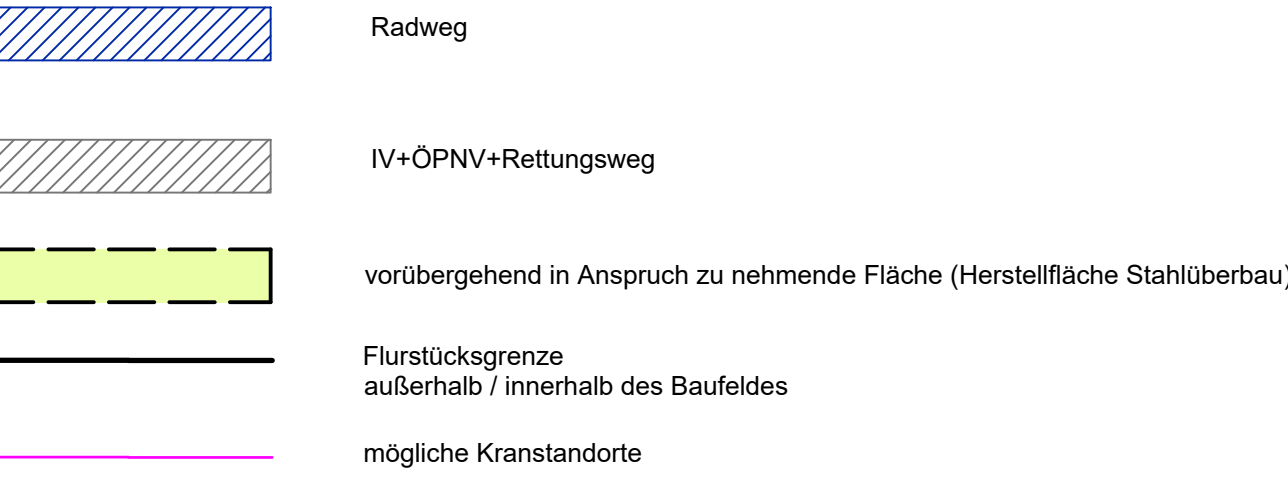 Radweg
IV+ÖPNV+Rettungsweg
vorübergehend in Anspruch zu nehmende Fläche (Herstellfläche Stahlüberbau)
Flurstücksgrenze
außerhalb / innerhalb des Baufeldes
mögliche Kranstandorte